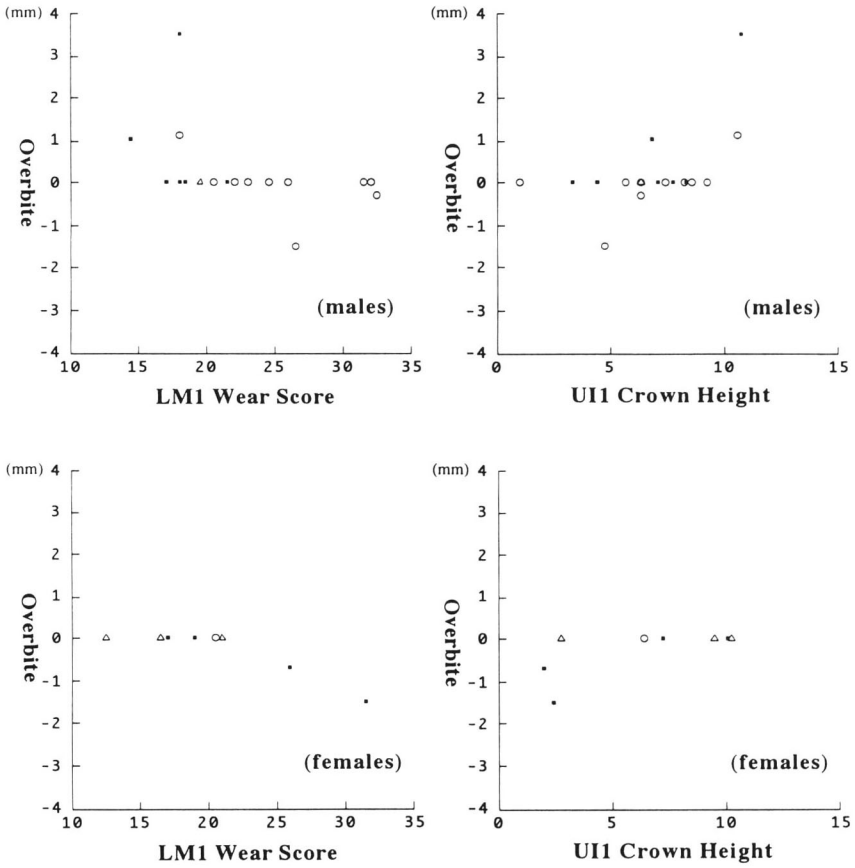 (mm) 4
3
2
1
0
-1
-2
-3
-4
Overbite
(males)
10 15 20 25 30 35
LM1 Wear Score
(mm) 4
3
2
1
0
-1
-2
-3
-4
Overbite
(males)
0 5 10 15
UI1 Crown Height
(mm) 4
3
2
1
0
-1
-2
-3
-4
Overbite
(females)
10 15 20 25 30 35
LM1 Wear Score
(mm) 4
3
2
1
0
-1
-2
-3
-4
Overbite
(females)
0 5 10 15
UI1 Crown Height